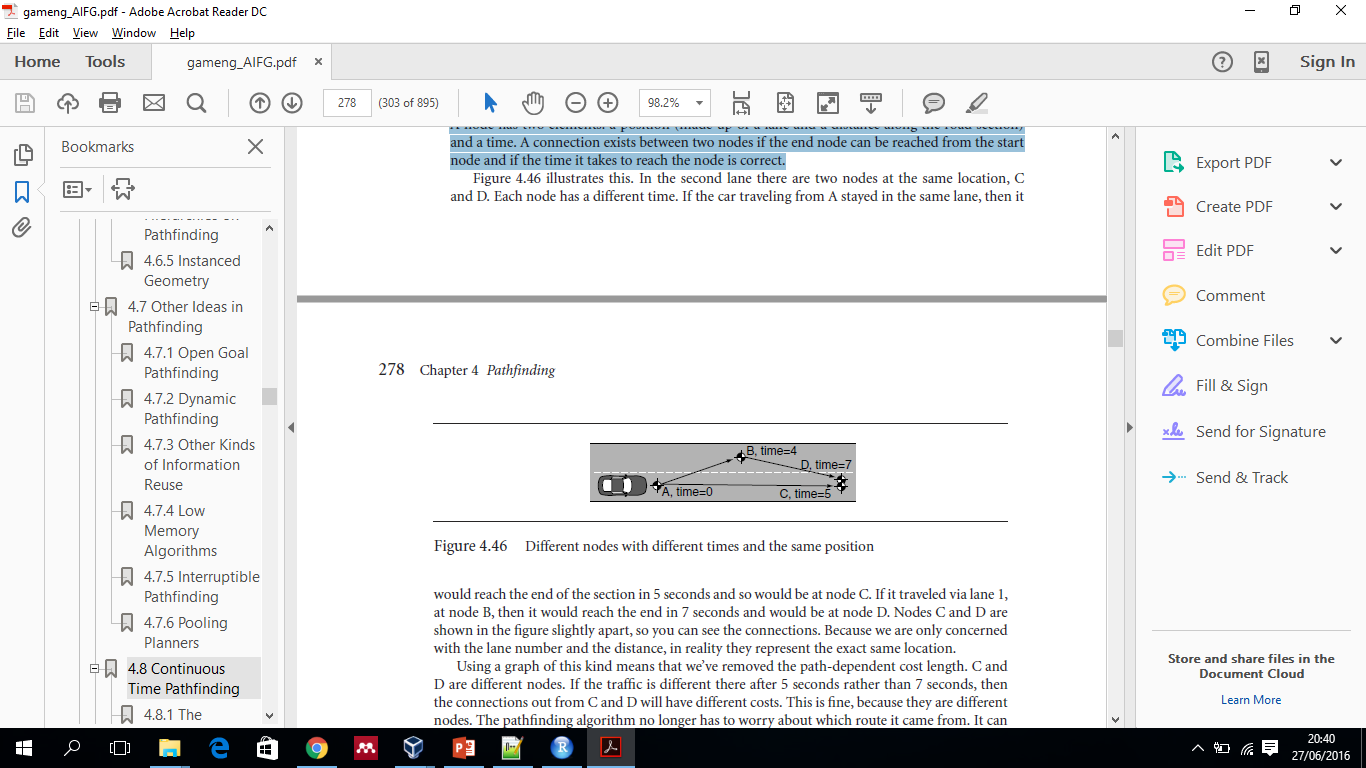 gameng_AIFG.pdf - Adobe Acrobat Reader DC
File Edit View Window Help
Home Tools gameng_AIFG.pdf × Sign In
278 (303 of 895) 98.2%
Bookmarks
Pathfinding
4.6.5 Instanced
Geometry
4.7 Other Ideas in
Pathfinding
4.7.1 Open Goal
Pathfinding
4.7.2 Dynamic
Pathfinding
4.7.3 Other Kinds
of Information
Reuse
4.7.4 Low
Memory
Algorithms
4.7.5 Interruptible
Pathfinding
4.7.6 Pooling
Planners
4.8 Continuous
Time Pathfinding
4.8.1 The
A node has two elements: a position (made up of a lane and a distance along the road section)
and a time. A connection exists between two nodes if the end node can be reached from the start
node and if the time it takes to reach the node is correct.
Figure 4.46 illustrates this. In the second lane there are two nodes at the same location, C
and D. Each node has a different time. If the car traveling from A stayed in the same lane, then it
278 Chapter 4 Pathfinding
B, time=4
D, time=7
A, time=0
C, time=5
Figure 4.46 Different nodes with different times and the same position
would reach the end of the section in 5 seconds and so would be at node C. If it traveled via lane 1,
at node B, then it would reach the end in 7 seconds and would be at node D. Nodes C and D are
shown in the figure slightly apart, so you can see the connections. Because we are only concerned
with the lane number and the distance, in reality they represent the exact same location.
Using a graph of this kind means that we've removed the path-dependent cost length. C and
D are different nodes. If the traffic is different there after 5 seconds rather than 7 seconds, then
the connections out from C and D will have different costs. This is fine, because they are different
nodes. The pathfinding algorithm no longer has to worry about which route it came from. It can
Export PDF
Create PDF
Edit PDF
Comment
Combine Files
Fill & Sign
Send for Signature
Send & Track
Store and share files in the
Document Cloud
Learn More
20:40
27/06/2016